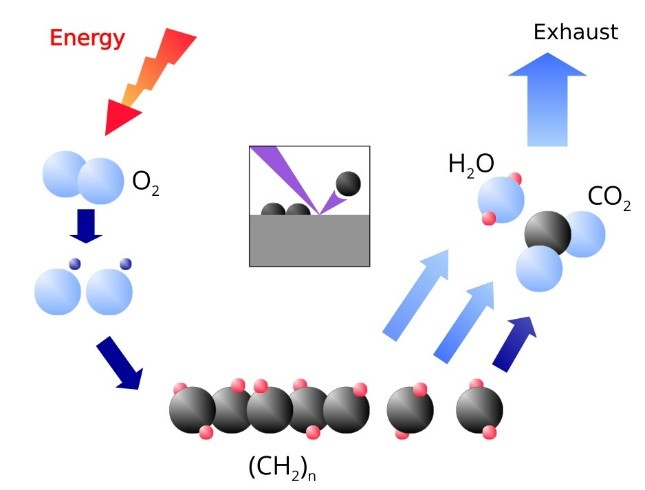 Energy
Exhaust
O₂
H₂O
CO₂
(CH₂)ₙ